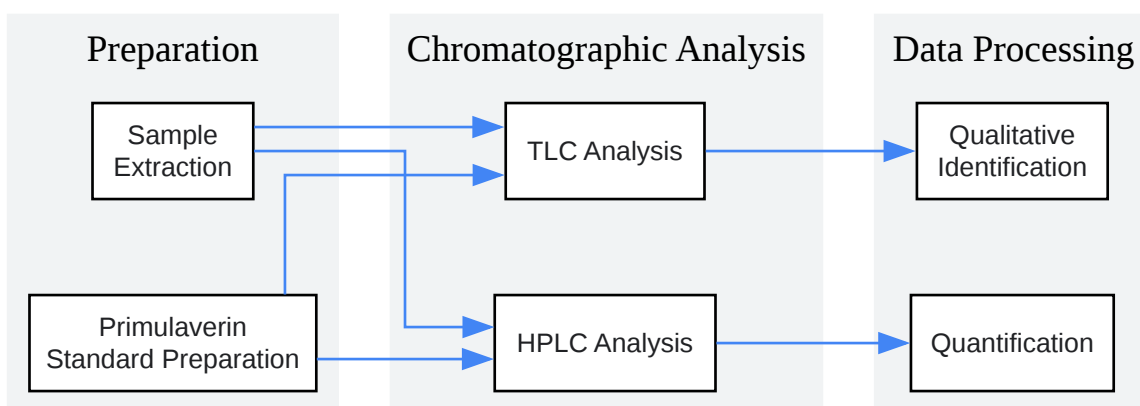 Preparation
Chromatographic Analysis
Data Processing
Sample
Extraction
TLC Analysis
Qualitative
Identification
Primulaverin
Standard Preparation
HPLC Analysis
Quantification